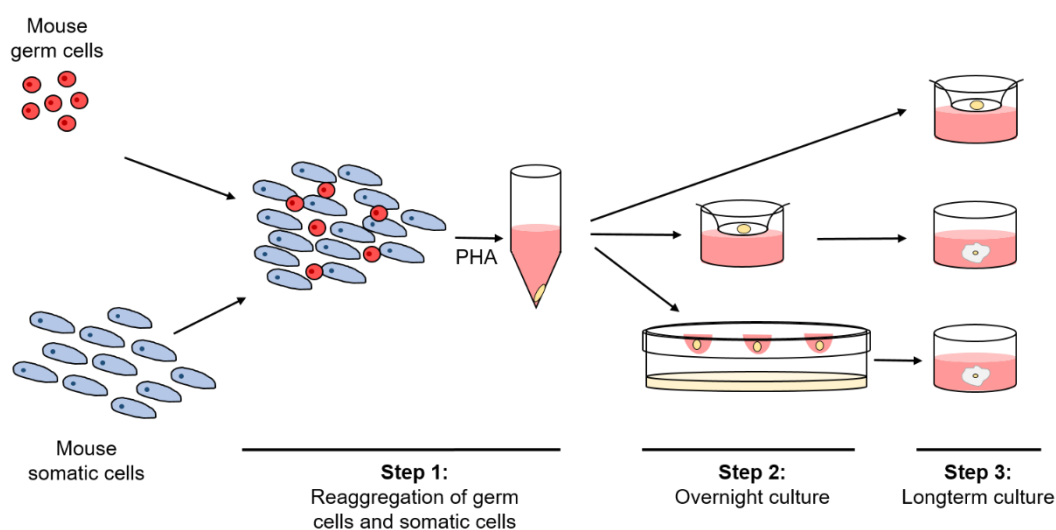 Mouse
germ cells
PHA
Mouse
somatic cells
Step 1:
Reaggregation of germ
cells and somatic cells
Step 2:
Overnight culture
Step 3:
Longterm culture